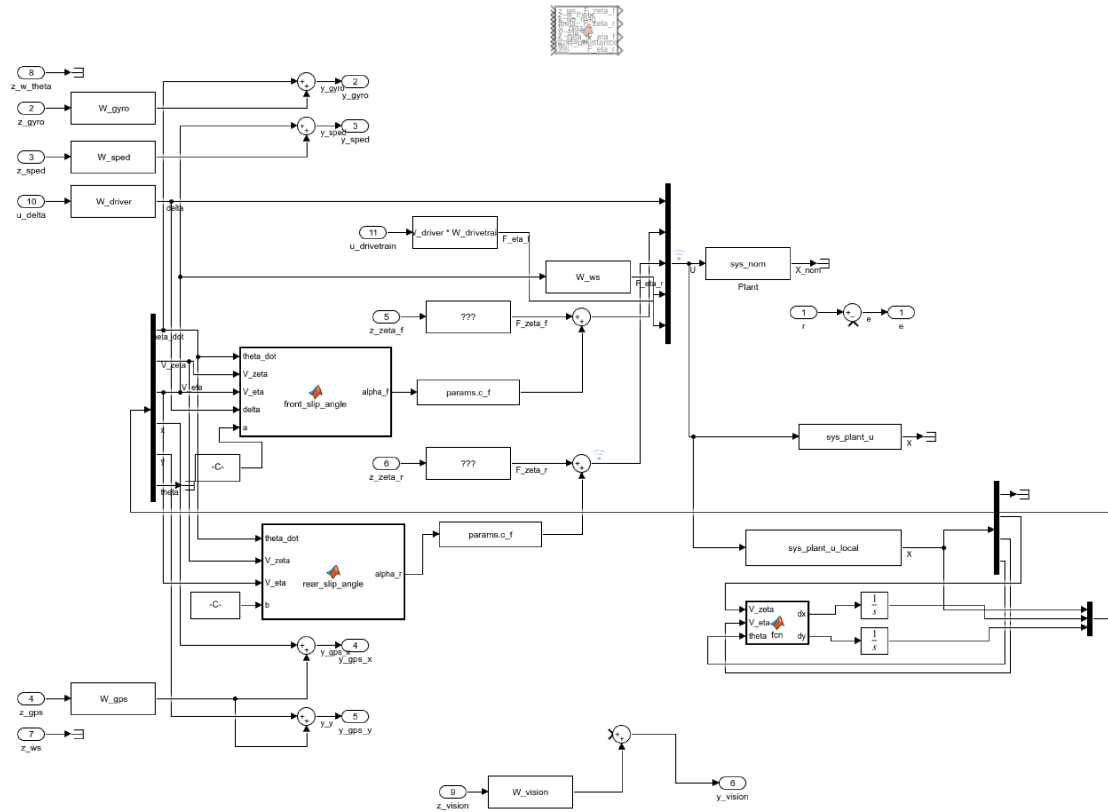 8
z_w_theta
2
z_gyro
W_gyro
y_gyro
2
y_gyro
3
z_sped
W_sped
y_sped
3
y_sped
10
u_delta
W_driver
delta
11
u_drivetrain
F_eta_f
W_ws
F_eta_r
U
sys_nom
Plant
X_nom
5
z_zeta_f
???
F_zeta_f
1
r
e
1
e
V_zeta
V_eta
x
y
theta
theta_dot
V_zeta
V_eta
delta
a
front_slip_angle
alpha_f
params.c_f
-C-
6
z_zeta_r
???
F_zeta_r
sys_plant_u
X
theta_dot
V_zeta
V_eta
b
rear_slip_angle
alpha_r
params.c_f
-C-
sys_plant_u_local
X
V_zeta
V_eta
theta
fcn
dx
dy
1
s
1
s
y_gps_x
4
y_gps_x
4
z_gps
W_gps
y_y
5
y_gps_y
7
z_ws
9
z_vision
W_vision
6
y_vision